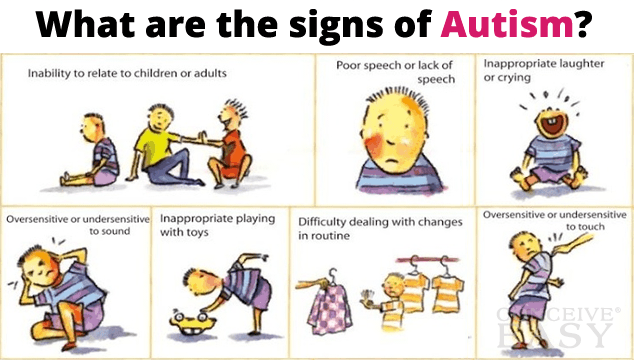 What are the signs of Autism?
Inability to relate to children or adults
Poor speech or lack of
speech
Inappropriate laughter
or crying
Oversensitive or undersensitive
to sound
Inappropriate playing
with toys
Difficulty dealing with changes
in routine
Oversensitive or undersensitive
to touch
CONCEIVE®
EASY